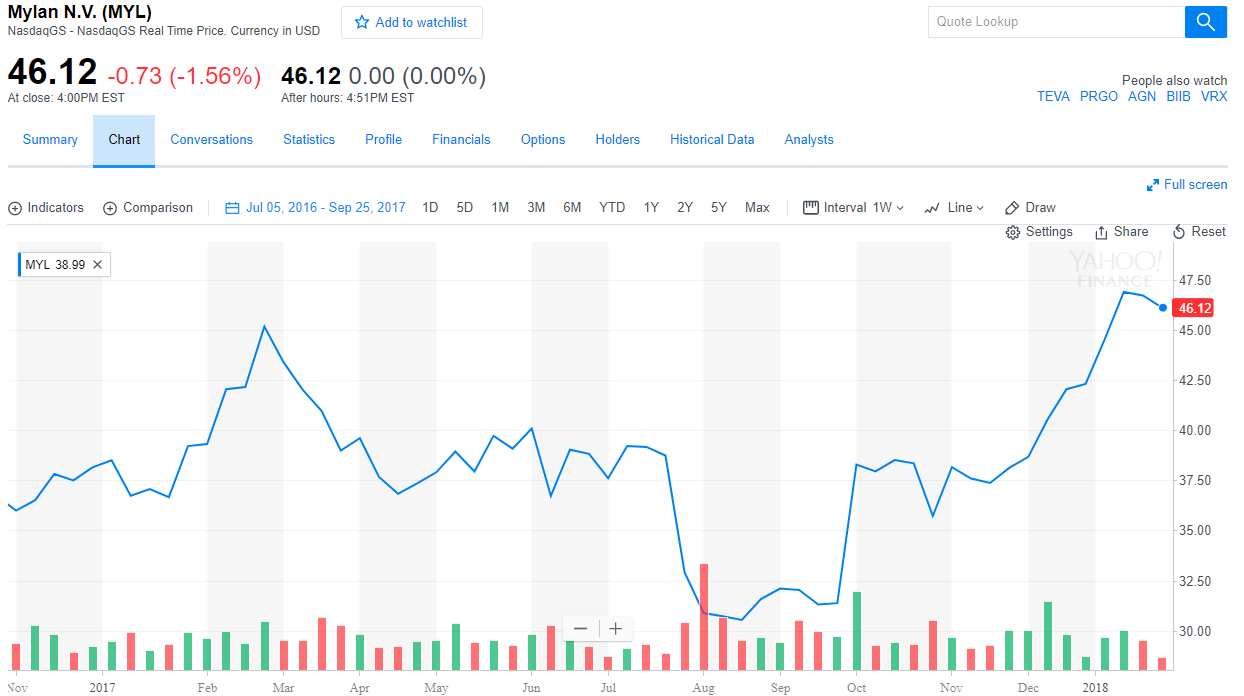 Mylan N.V. (MYL)
NasdaqGS - NasdaqGS Real Time Price. Currency in USD
Add to watchlist
Quote Lookup
46.12 -0.73 (-1.56%)
At close: 4:00PM EST
46.12 0.00 (0.00%)
After hours: 4:51PM EST
People also watch
TEVA PRGO AGN BIIB VRX
Summary Chart Conversations Statistics Profile Financials Options Holders Historical Data Analysts
Full screen
Indicators Comparison Jul 05, 2016 - Sep 25, 2017 1D 5D 1M 3M 6M YTD 1Y 2Y 5Y Max Interval 1W Line Draw
Settings Share Reset
MYL 38.99
YAHOO!
FINANCE
47.50
46.12
45.00
42.50
40.00
37.50
35.00
32.50
30.00
Nov 2017 Feb Mar Apr May Jun Jul Aug Sep Oct Nov Dec 2018